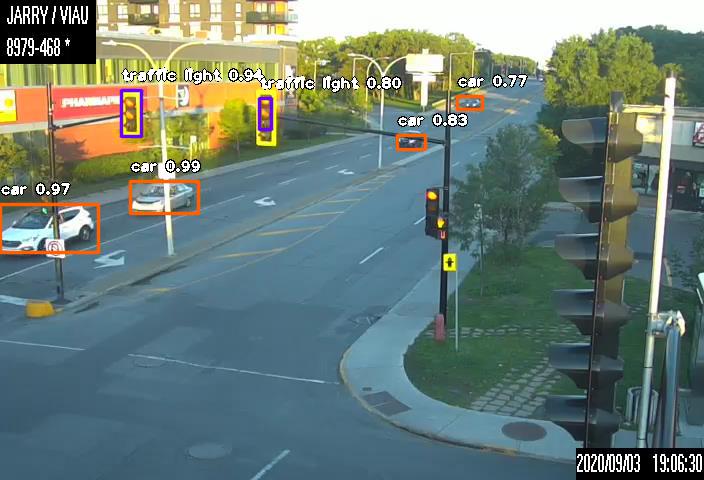 JARRY / VIAU
8979-468 *
traffic light 0.94
traffic light 0.80
car 0.77
car 0.83
car 0.99
car 0.97
PHARMAPRIX
2020/09/03 19:06:30